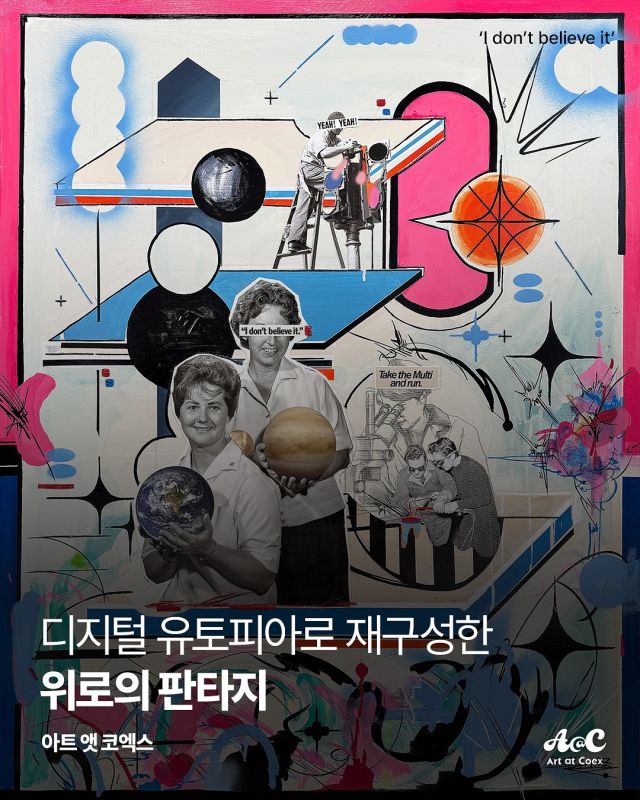 ‘I don’t believe it’
YEAH! YEAH!
“I don’t believe it.”
Take the Multi
and run.
디지털 유토피아로 재구성한
위로의 판타지
아트 앳 코엑스
A@C
Art at Coex